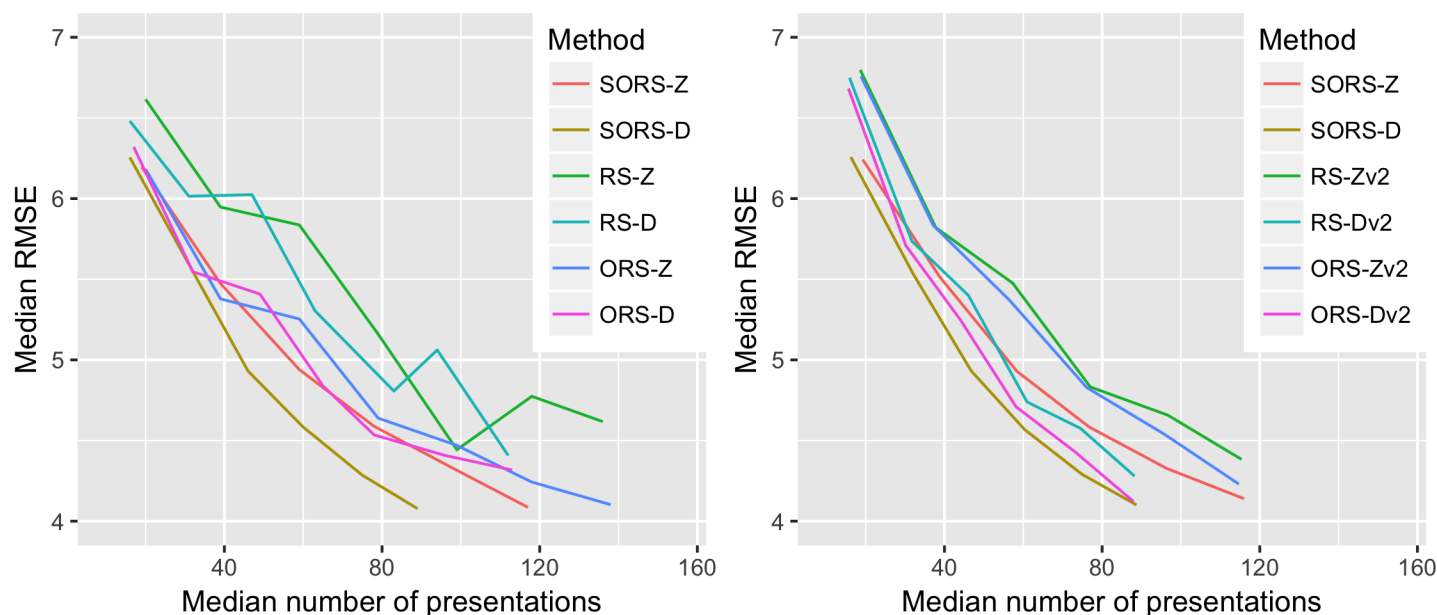 7
6
5
4
Median RMSE
40
80
120
160
Median number of presentations
Method
SORS-Z
SORS-D
RS-Z
RS-D
ORS-Z
ORS-D
7
6
5
4
Median RMSE
40
80
120
160
Median number of presentations
Method
SORS-Z
SORS-D
RS-Zv2
RS-Dv2
ORS-Zv2
ORS-Dv2